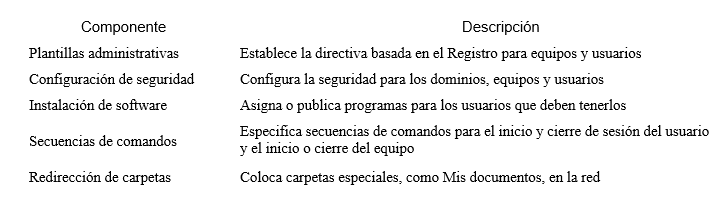 Componente Descripción
Plantillas administrativas Establece la directiva basada en el Registro para equipos y usuarios
Configuración de seguridad Configura la seguridad para los dominios, equipos y usuarios
Instalación de software Asigna o publica programas para los usuarios que deben tenerlos
Secuencias de comandos Especifica secuencias de comandos para el inicio y cierre de sesión del usuario
y el inicio o cierre del equipo
Redirección de carpetas Coloca carpetas especiales, como Mis documentos, en la red